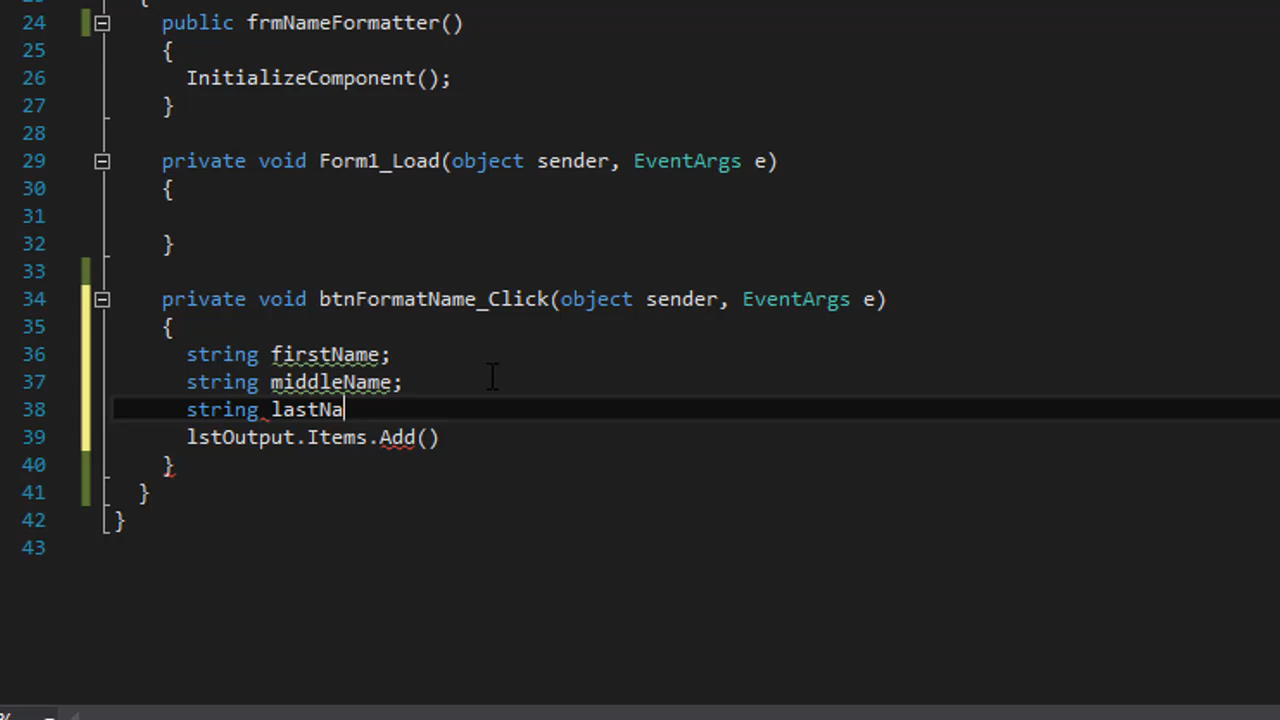 {
24 public frmNameFormatter()
25 {
26 InitializeComponent();
27 }
28
29 private void Form1_Load(object sender, EventArgs e)
30 {
31
32 }
33
34 private void btnFormatName_Click(object sender, EventArgs e)
35 {
36 string firstName;
37 string middleName;
38 string lastNa
39 lstOutput.Items.Add()
40 }
41 }
42 }
43
%